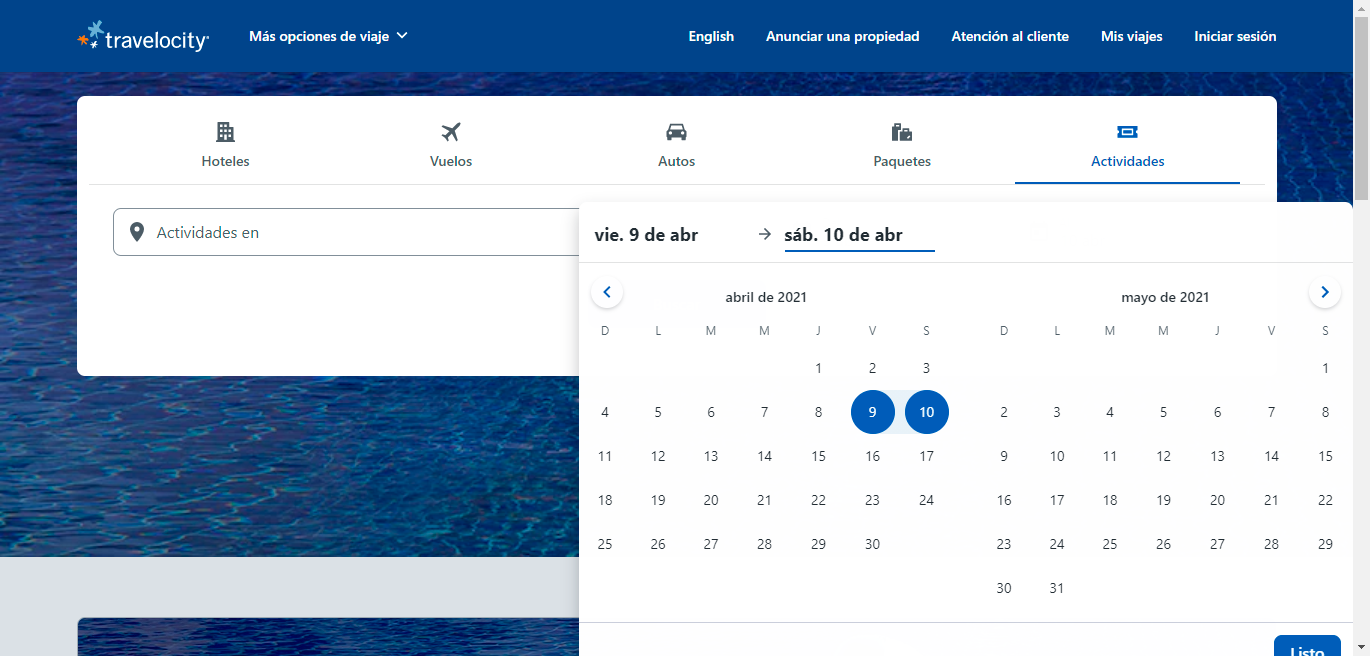 travelocity
Más opciones de viaje
English
Anunciar una propiedad
Atención al cliente
Mis viajes
Iniciar sesión
Hoteles
Vuelos
Autos
Paquetes
Actividades
Actividades en
vie. 9 de abr
sáb. 10 de abr
abril de 2021
D L M M J V S
1 2 3
4 5 6 7 8 9 10
11 12 13 14 15 16 17
18 19 20 21 22 23 24
25 26 27 28 29 30
mayo de 2021
D L M M J V S
1
2 3 4 5 6 7 8
9 10 11 12 13 14 15
16 17 18 19 20 21 22
23 24 25 26 27 28 29
30 31
Listo